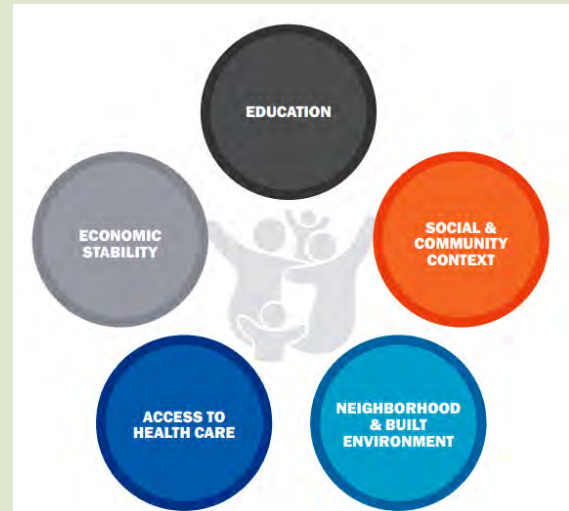 EDUCATION
ECONOMIC
STABILITY
SOCIAL &
COMMUNITY
CONTEXT
ACCESS TO
HEALTH CARE
NEIGHBORHOOD
& BUILT
ENVIRONMENT